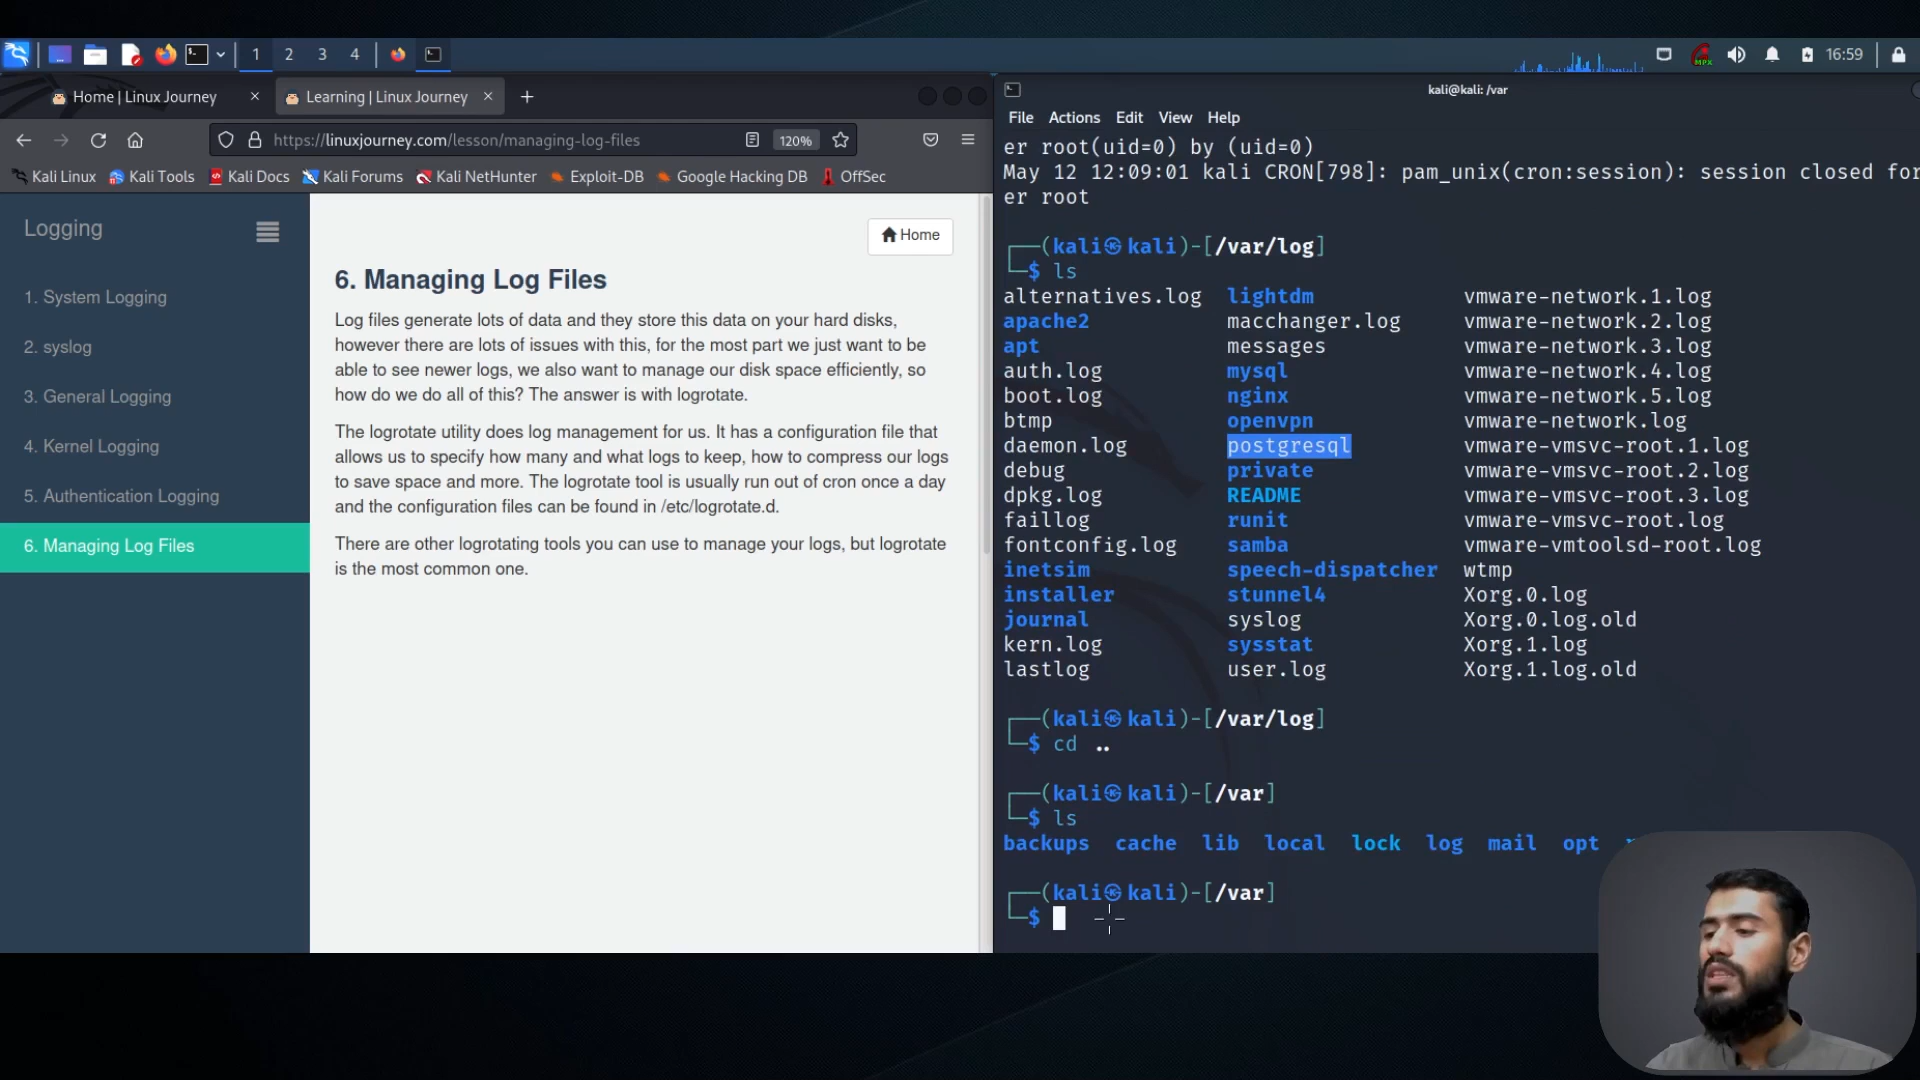 1 2 3 4
MPX
16:59
Home | Linux Journey
Learning | Linux Journey
https://linuxjourney.com/lesson/managing-log-files
120%
Kali Linux Kali Tools Kali Docs Kali Forums Kali NetHunter Exploit-DB Google Hacking DB OffSec
Logging
1. System Logging
2. syslog
3. General Logging
4. Kernel Logging
5. Authentication Logging
6. Managing Log Files
Home
6. Managing Log Files
Log files generate lots of data and they store this data on your hard disks,
however there are lots of issues with this, for the most part we just want to be
able to see newer logs, we also want to manage our disk space efficiently, so
how do we do all of this? The answer is with logrotate.
The logrotate utility does log management for us. It has a configuration file that
allows us to specify how many and what logs to keep, how to compress our logs
to save space and more. The logrotate tool is usually run out of cron once a day
and the configuration files can be found in /etc/logrotate.d.
There are other logrotating tools you can use to manage your logs, but logrotate
is the most common one.
kali@kali: /var
File Actions Edit View Help
er root(uid=0) by (uid=0)
May 12 12:09:01 kali CRON[798]: pam_unix(cron:session): session closed for
er root
(kali㉿kali)-[/var/log]
$ ls
alternatives.log lightdm vmware-network.1.log
apache2 macchanger.log vmware-network.2.log
apt messages vmware-network.3.log
auth.log mysql vmware-network.4.log
boot.log nginx vmware-network.5.log
btmp openvpn vmware-network.log
daemon.log postgresql vmware-vmsvc-root.1.log
debug private vmware-vmsvc-root.2.log
dpkg.log README vmware-vmsvc-root.3.log
faillog runit vmware-vmsvc-root.log
fontconfig.log samba vmware-vmtoolsd-root.log
inetsim speech-dispatcher wtmp
installer stunnel4 Xorg.0.log
journal syslog Xorg.0.log.old
kern.log sysstat Xorg.1.log
lastlog user.log Xorg.1.log.old
(kali㉿kali)-[/var/log]
$ cd ..
(kali㉿kali)-[/var]
$ ls
backups cache lib local lock log mail opt
(kali㉿kali)-[/var]
$